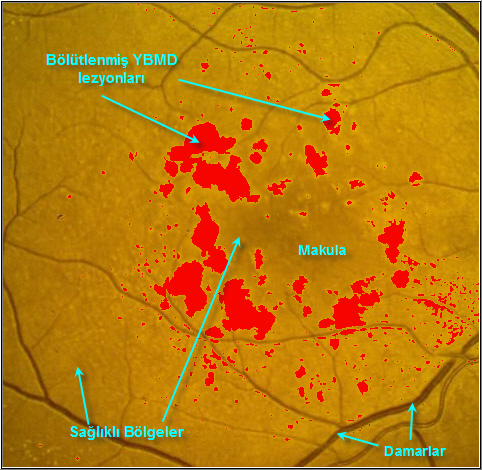 Bölütlenmiş YBMD
lezyonları
Makula
Sağlıklı Bölgeler
Damarlar